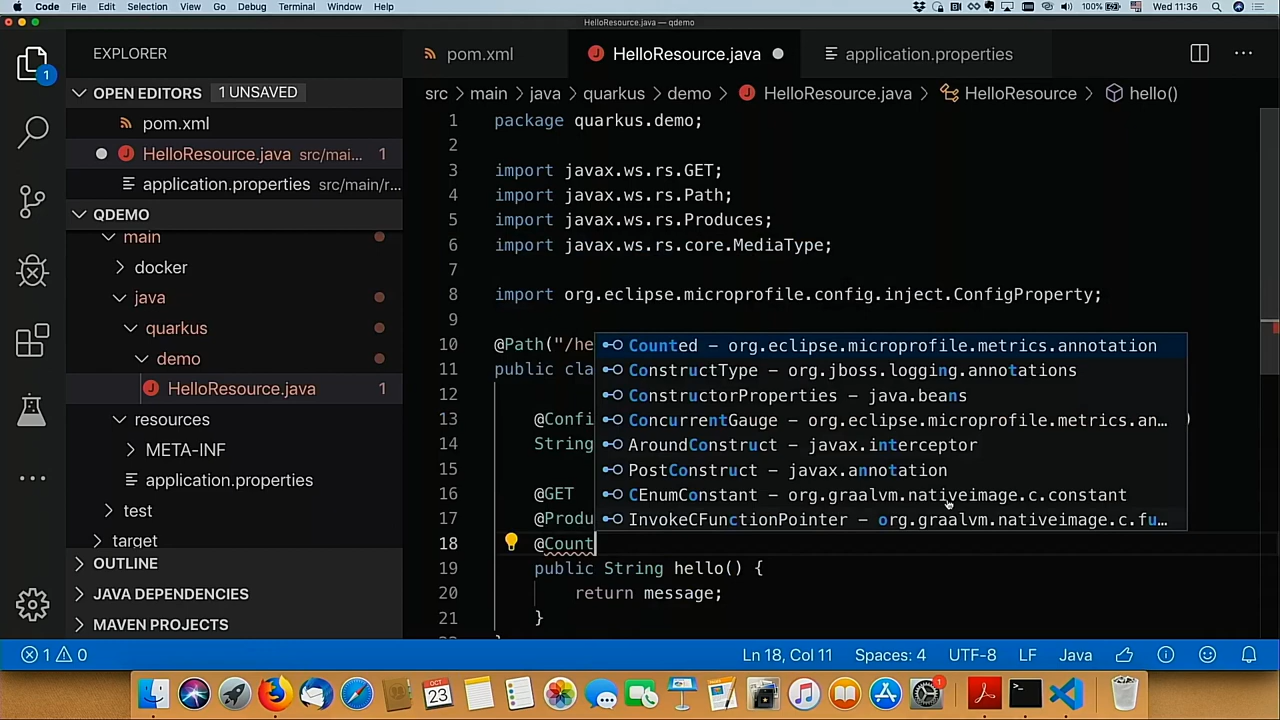 Code File Edit Selection View Go Debug Terminal Window Help 100% Wed 11:36
HelloResource.java — qdemo
EXPLORER
pom.xml
HelloResource.java
application.properties
OPEN EDITORS 1 UNSAVED
src > main > java > quarkus > demo > HelloResource.java > HelloResource > hello()
pom.xml
HelloResource.java src/mai... 1
application.properties src/main/r...
QDEMO
main
docker
java
quarkus
demo
HelloResource.java 1
resources
META-INF
application.properties
test
target
OUTLINE
JAVA DEPENDENCIES
MAVEN PROJECTS
1 package quarkus.demo;
2
3 import javax.ws.rs.GET;
4 import javax.ws.rs.Path;
5 import javax.ws.rs.Produces;
6 import javax.ws.rs.core.MediaType;
7
8 import org.eclipse.microprofile.config.inject.ConfigProperty;
9
10 @Path("/he
11 public cla
12
13 @Confi )
14 String
15
16 @GET
17 @Produ
18 @Count
19 public String hello() {
20 return message;
21 }
Counted – org.eclipse.microprofile.metrics.annotation
ConstructType – org.jboss.logging.annotations
ConstructorProperties – java.beans
ConcurrentGauge – org.eclipse.microprofile.metrics.an…
AroundConstruct – javax.interceptor
PostConstruct – javax.annotation
CEnumConstant – org.graalvm.nativeimage.c.constant
InvokeCFunctionPointer – org.graalvm.nativeimage.c.fu…
1 0 Ln 18, Col 11 Spaces: 4 UTF-8 LF Java
OCT
23
1